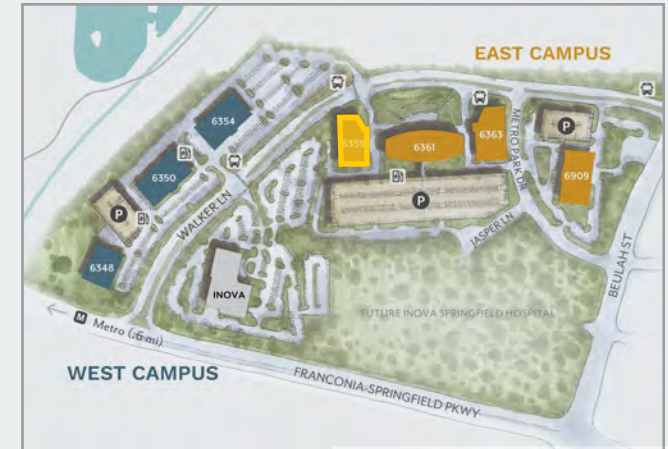 EAST CAMPUS
6354
6359
6363
P
METRO PARK DR
6361
6350
6909
P
P
WALKER LN
JASPER LN
6348
INOVA
BEULAH ST
FUTURE INOVA SPRINGFIELD HOSPITAL
M Metro (.6 mi)
WEST CAMPUS
FRANCONIA-SPRINGFIELD PKWY